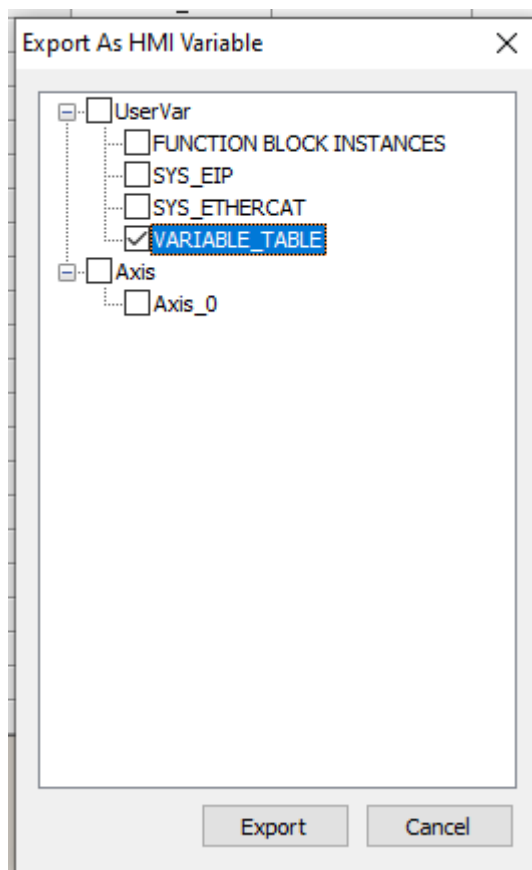 Export As HMI Variable
UserVar
FUNCTION BLOCK INSTANCES
SYS_EIP
SYS_ETHERCAT
VARIABLE_TABLE
Axis
Axis_0
Export
Cancel